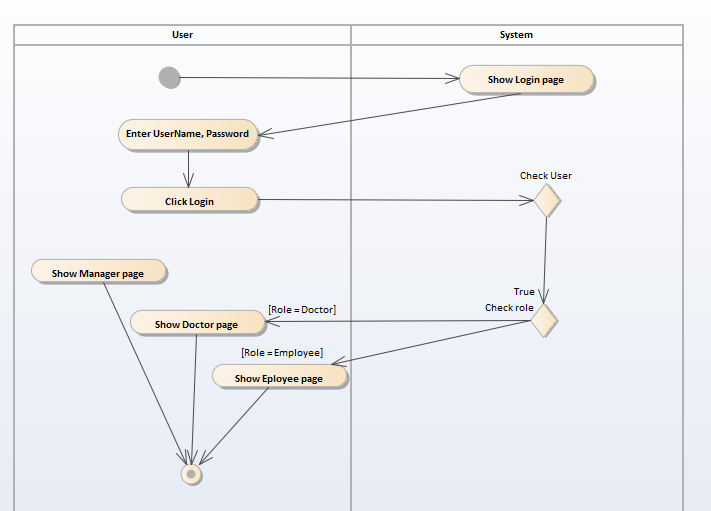 User
System
Show Login page
Enter UserName, Password
Check User
Click Login
Show Manager page
True
[Role = Doctor]
Check role
Show Doctor page
[Role = Employee]
Show Eployee page